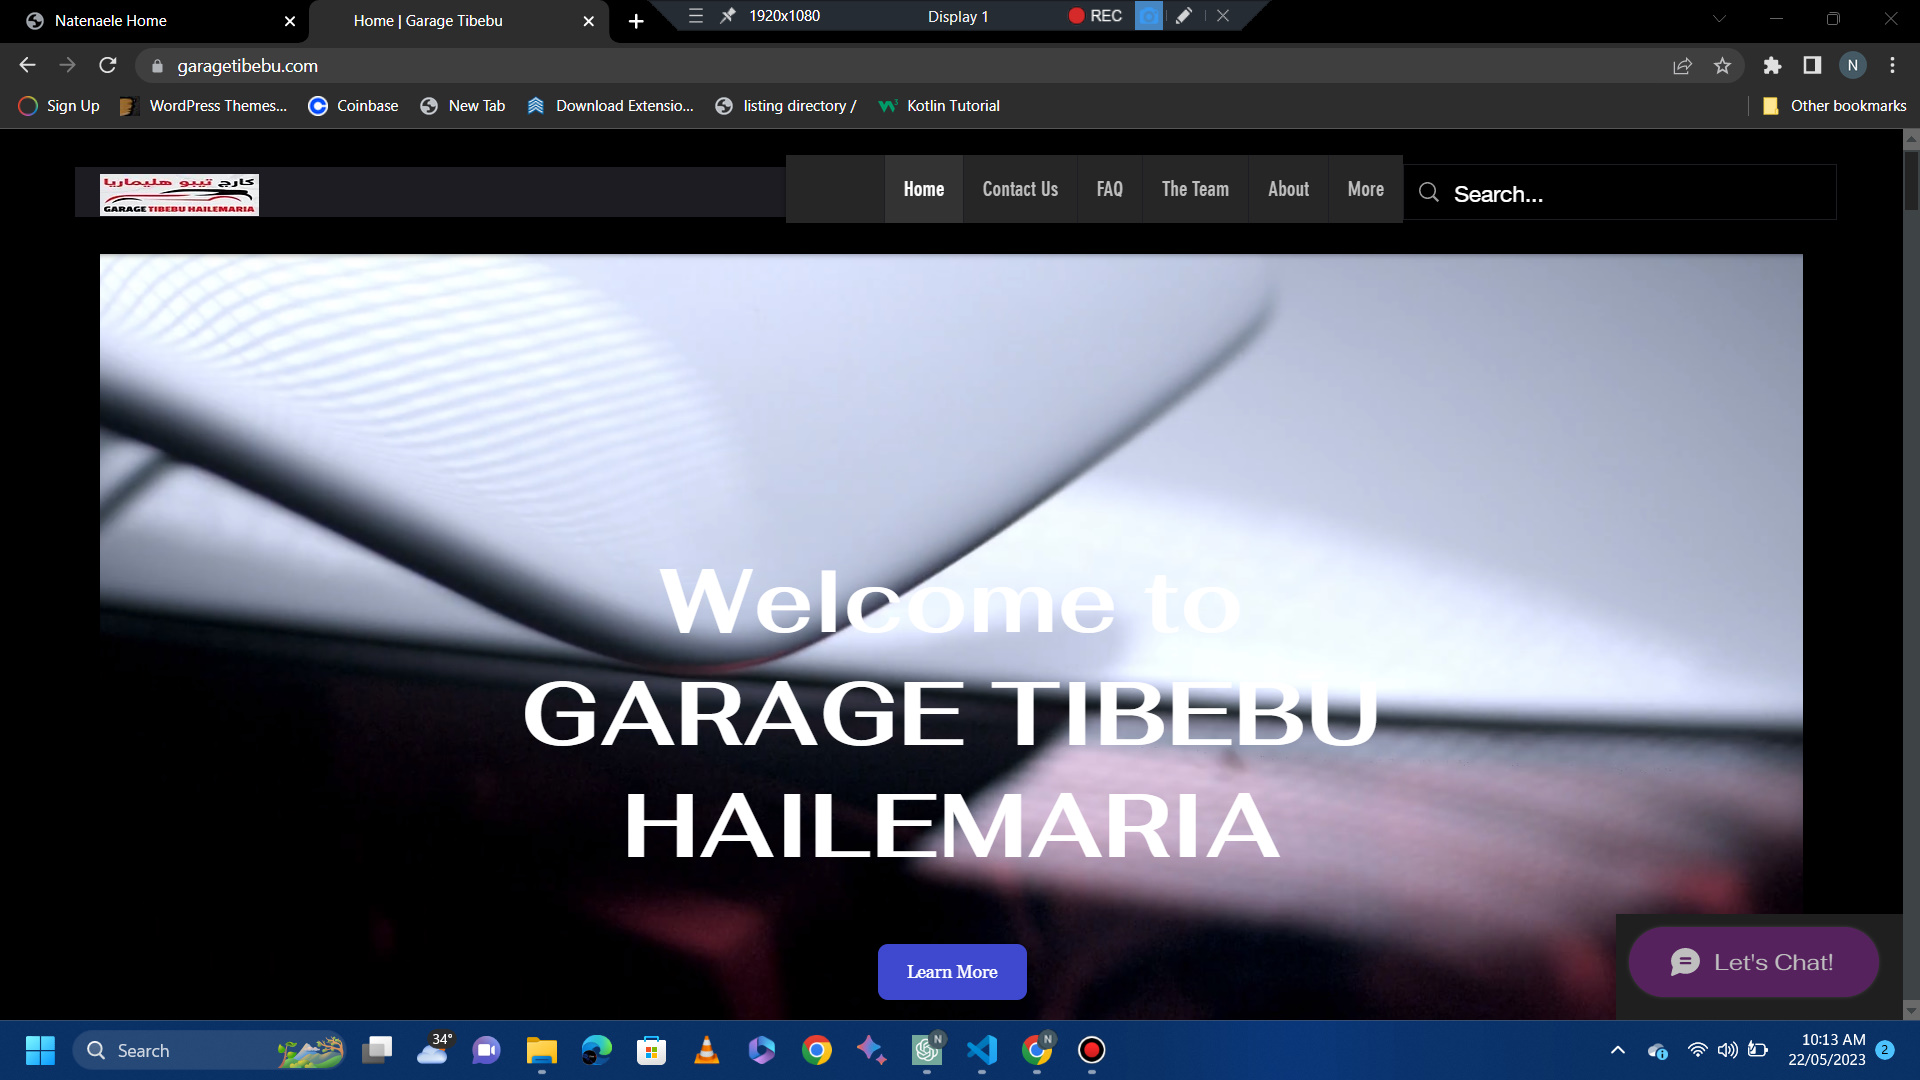 Natenaele Home
Home | Garage Tibebu
1920x1080
Display 1
REC
garagetibebu.com
N
Sign Up
WordPress Themes...
Coinbase
New Tab
Download Extensio...
listing directory /
Kotlin Tutorial
Other bookmarks
كارج تيبو هليماريا
GARAGE TIBEBU HAILEMARIA
Home
Contact Us
FAQ
The Team
About
More
Search...
Welcome to
GARAGE TIBEBU
HAILEMARIA
Learn More
Let's Chat!
Search
34°
N
N
10:13 AM
22/05/2023
2